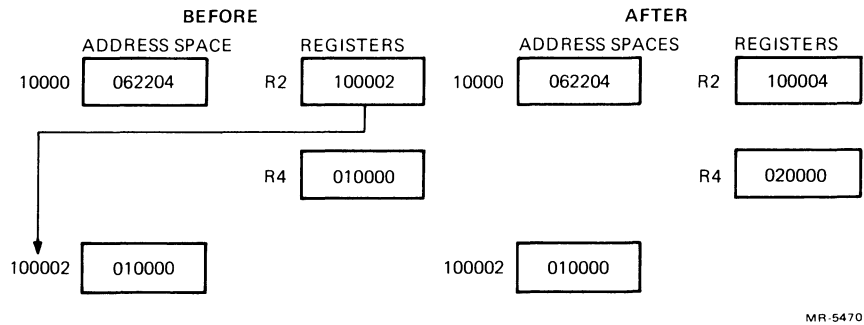 BEFORE AFTER
ADDRESS SPACE REGISTERS ADDRESS SPACES REGISTERS
10000 062204 R2 100002 10000 062204 R2 100004
R4 010000 R4 020000
100002 010000 100002 010000
MR-5470